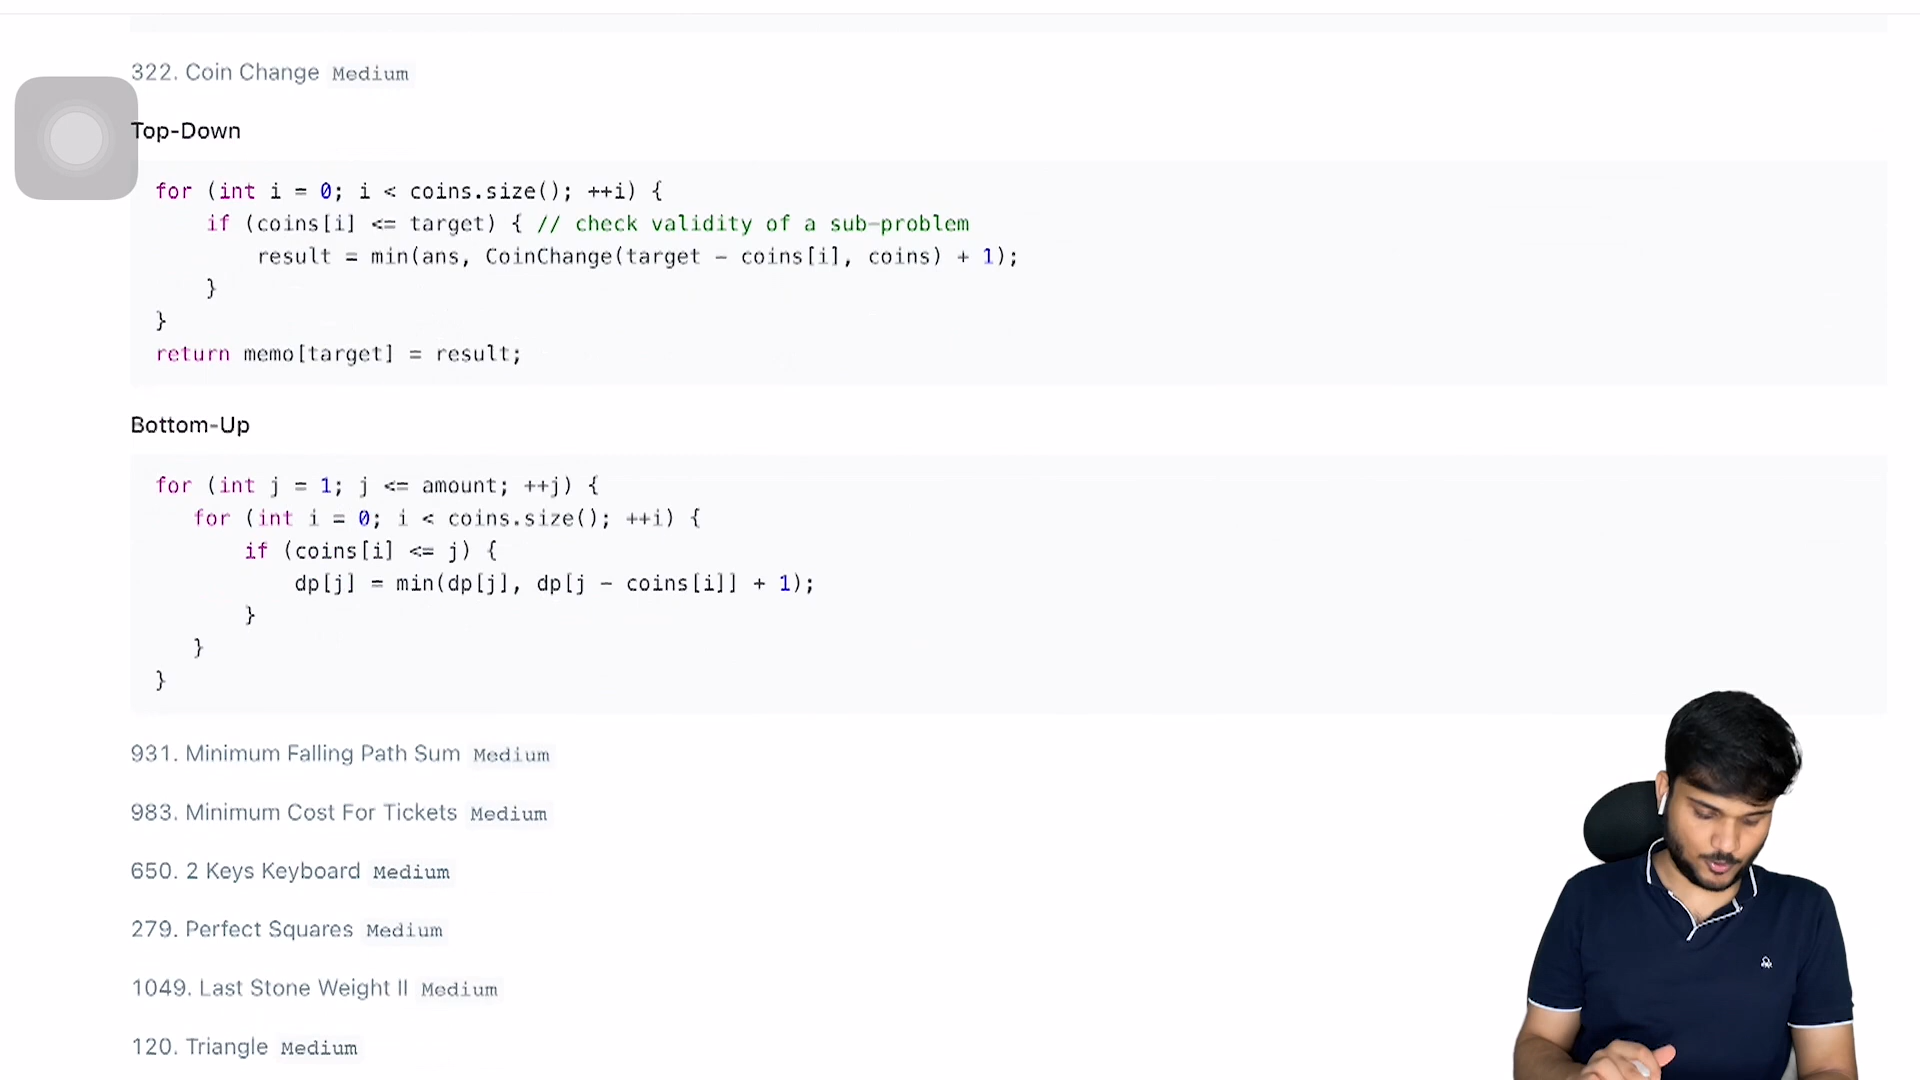 322. Coin Change Medium
Top-Down
for (int i = 0; i < coins.size(); ++i) {
if (coins[i] <= target) { // check validity of a sub-problem
result = min(ans, CoinChange(target - coins[i], coins) + 1);
}
}
return memo[target] = result;
Bottom-Up
for (int j = 1; j <= amount; ++j) {
for (int i = 0; i < coins.size(); ++i) {
if (coins[i] <= j) {
dp[j] = min(dp[j], dp[j - coins[i]] + 1);
}
}
}
931. Minimum Falling Path Sum Medium
983. Minimum Cost For Tickets Medium
650. 2 Keys Keyboard Medium
279. Perfect Squares Medium
1049. Last Stone Weight II Medium
120. Triangle Medium